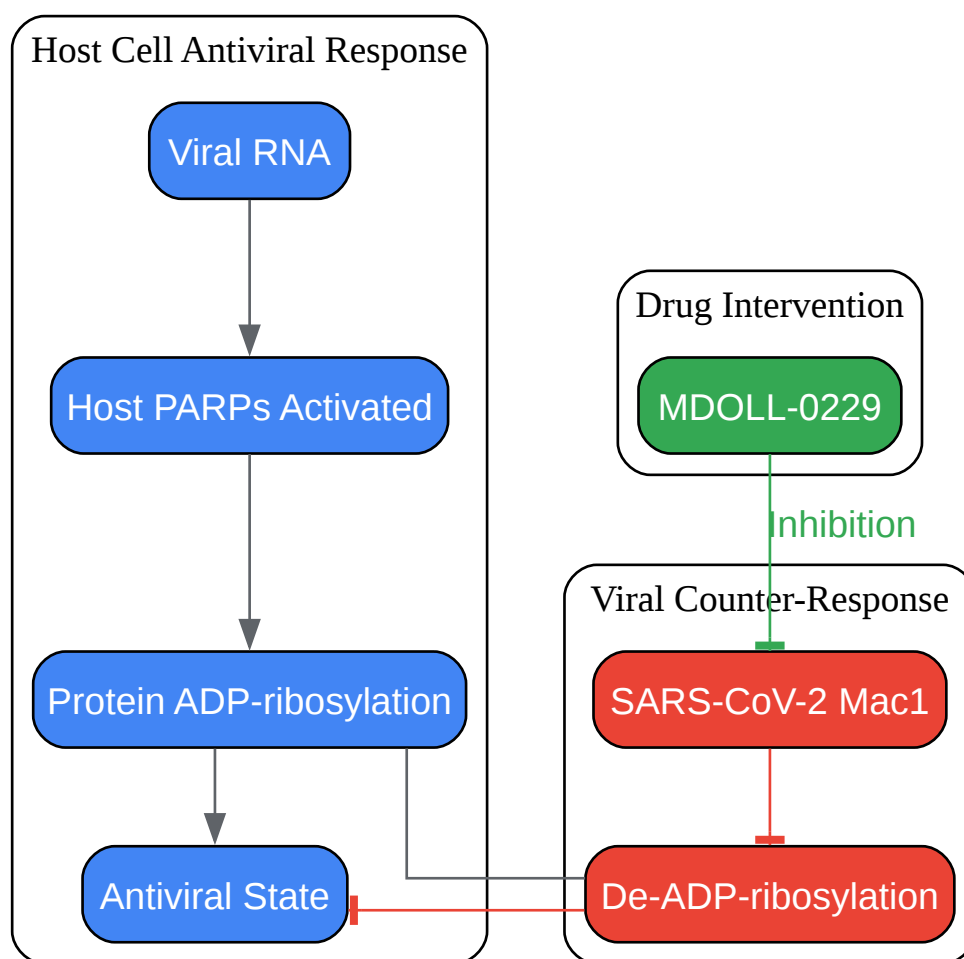 Host Cell Antiviral Response
Viral RNA
Host PARPs Activated
Protein ADP-ribosylation
Antiviral State
Drug Intervention
MDOLL-0229
Inhibition
Viral Counter-Response
SARS-CoV-2 Mac1
De-ADP-ribosylation